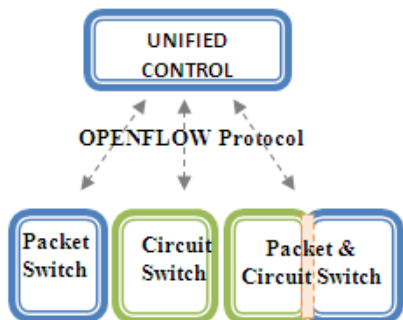 UNIFIED
CONTROL
OPENFLOW Protocol
Packet
Switch
Circuit
Switch
Packet &
Circuit Switch